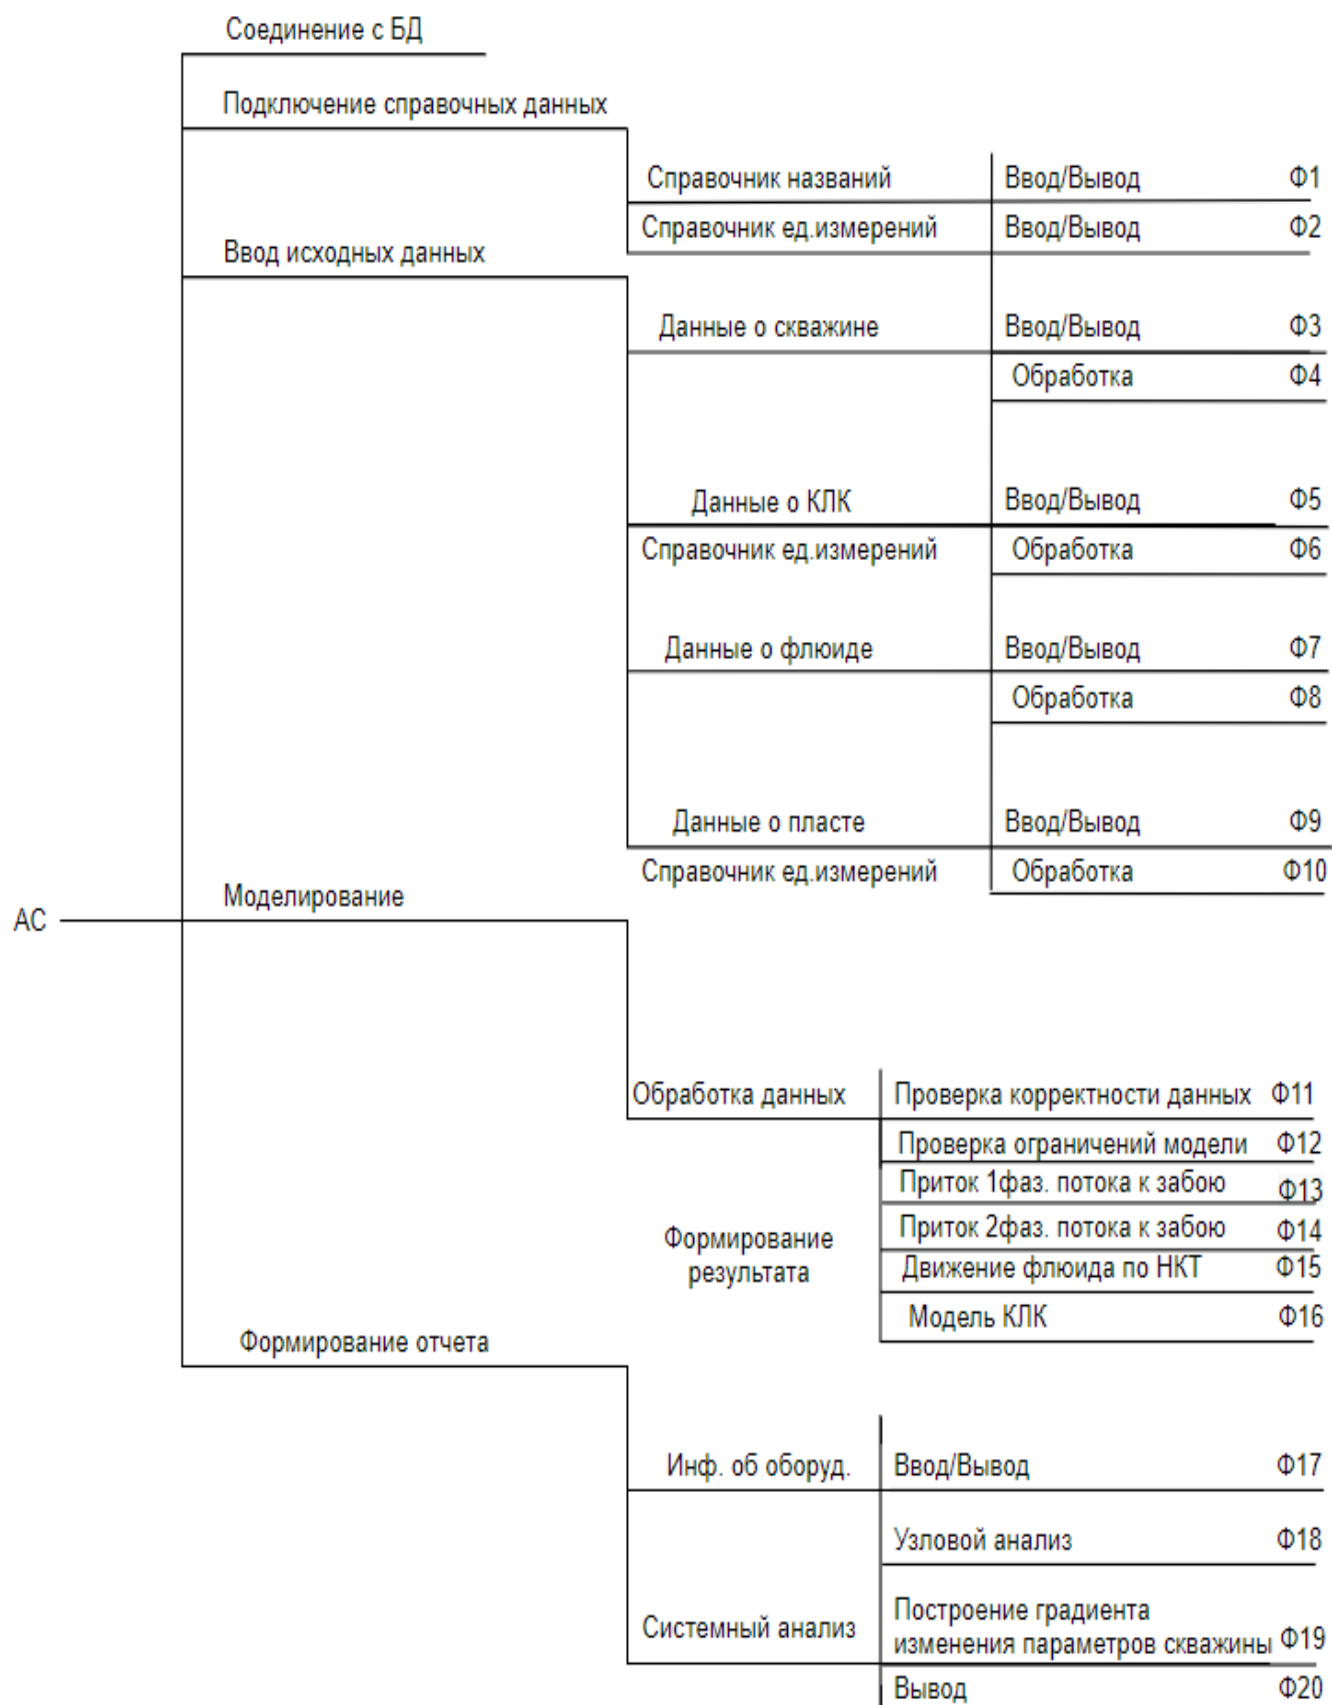 Соединение с БД
Подключение справочных данных
Справочник названий Ввод/Вывод Ф1
Справочник ед.измерений Ввод/Вывод Ф2
Ввод исходных данных
Данные о скважине Ввод/Вывод Ф3
Обработка Ф4
Данные о КЛК Ввод/Вывод Ф5
Справочник ед.измерений Обработка Ф6
Данные о флюиде Ввод/Вывод Ф7
Обработка Ф8
Данные о пласте Ввод/Вывод Ф9
Справочник ед.измерений Обработка Ф10
Моделирование
АС
Обработка данных Проверка корректности данных Ф11
Проверка ограничений модели Ф12
Приток 1фаз. потока к забою Ф13
Приток 2фаз. потока к забою Ф14
Формирование
результата
Движение флюида по НКТ Ф15
Модель КЛК Ф16
Формирование отчета
Инф. об оборуд. Ввод/Вывод Ф17
Узловой анализ Ф18
Системный анализ
Построение градиента
изменения параметров скважины Ф19
Вывод Ф20